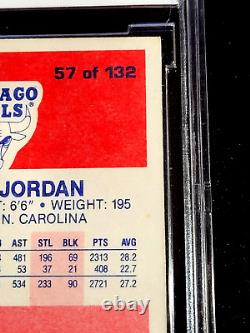 57 of 132
AGO
LS
JORDAN
: 6'6" • WEIGHT: 195
N. CAROLINA
AST STL BLK PTS AVG
481 196 69 2313 28.2
53 37 21 408 22.7
534 233 90 2721 27.2